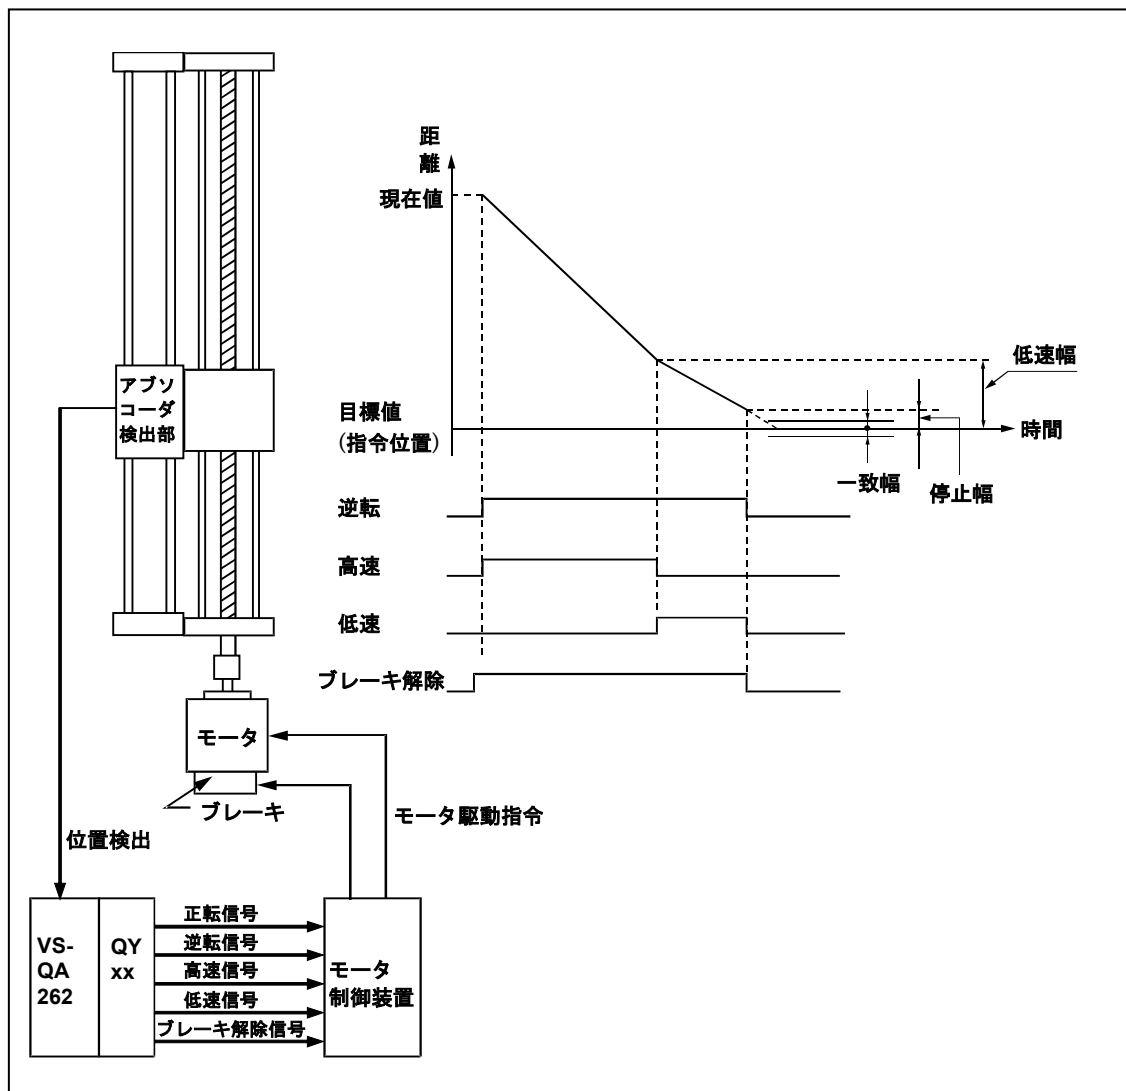 距
離
現在値
アブソ
コーダ
検出部
目標値
(指令位置)
低速幅
時間
一致幅
停止幅
逆転
高速
低速
ブレーキ解除
モータ
ブレーキ
モータ駆動指令
位置検出
VS-
QA
262
QY
xx
正転信号
逆転信号
高速信号
低速信号
ブレーキ解除信号
モータ
制御装置